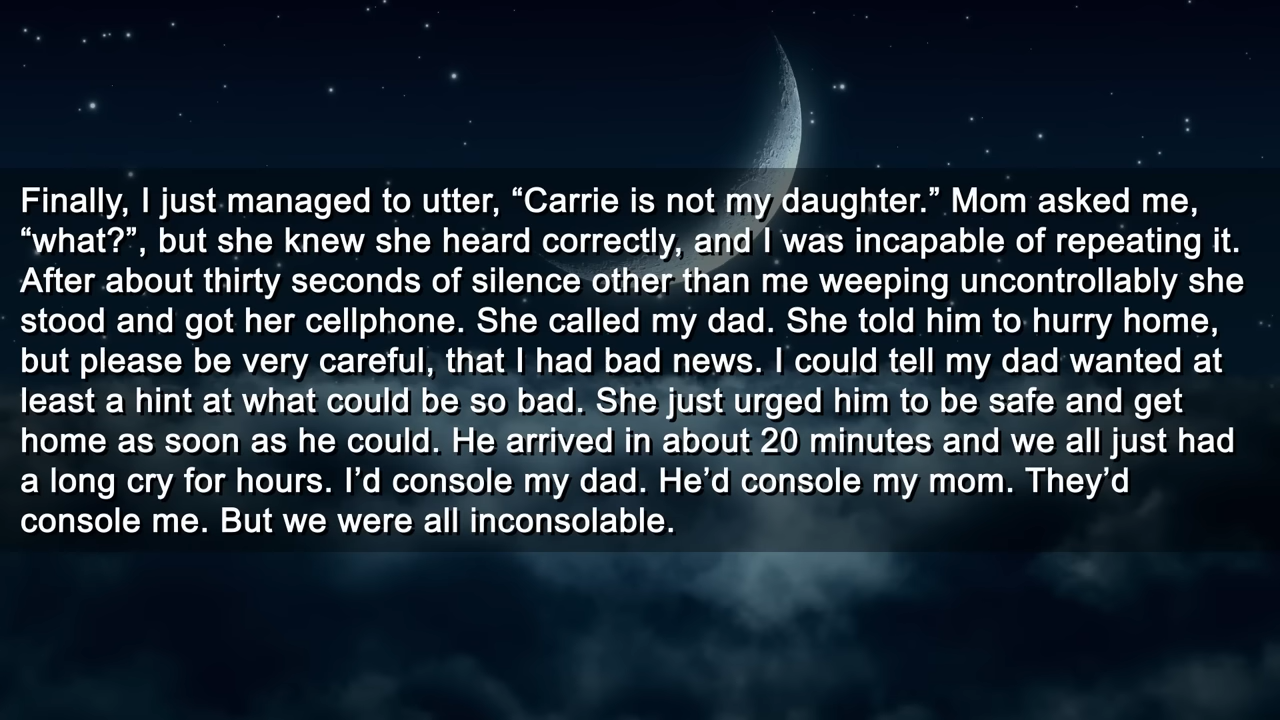 Finally, I just managed to utter, “Carrie is not my daughter.” Mom asked me,
“what?”, but she knew she heard correctly, and I was incapable of repeating it.
After about thirty seconds of silence other than me weeping uncontrollably she
stood and got her cellphone. She called my dad. She told him to hurry home,
but please be very careful, that I had bad news. I could tell my dad wanted at
least a hint at what could be so bad. She just urged him to be safe and get
home as soon as he could. He arrived in about 20 minutes and we all just had
a long cry for hours. I’d console my dad. He’d console my mom. They’d
console me. But we were all inconsolable.